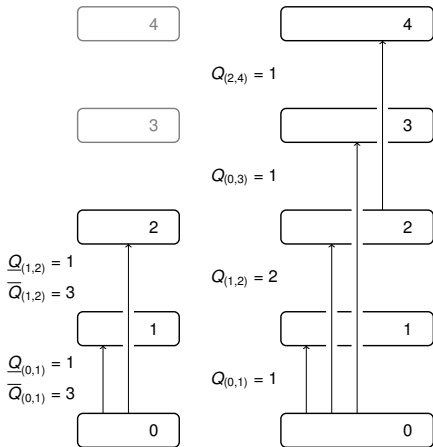 4
4
Q(2,4) = 1
3
3
Q(0,3) = 1
2
2
Q(1,2) = 1
Q(1,2) = 3
Q(1,2) = 2
1
1
Q(0,1) = 1
Q(0,1) = 3
Q(0,1) = 1
0
0